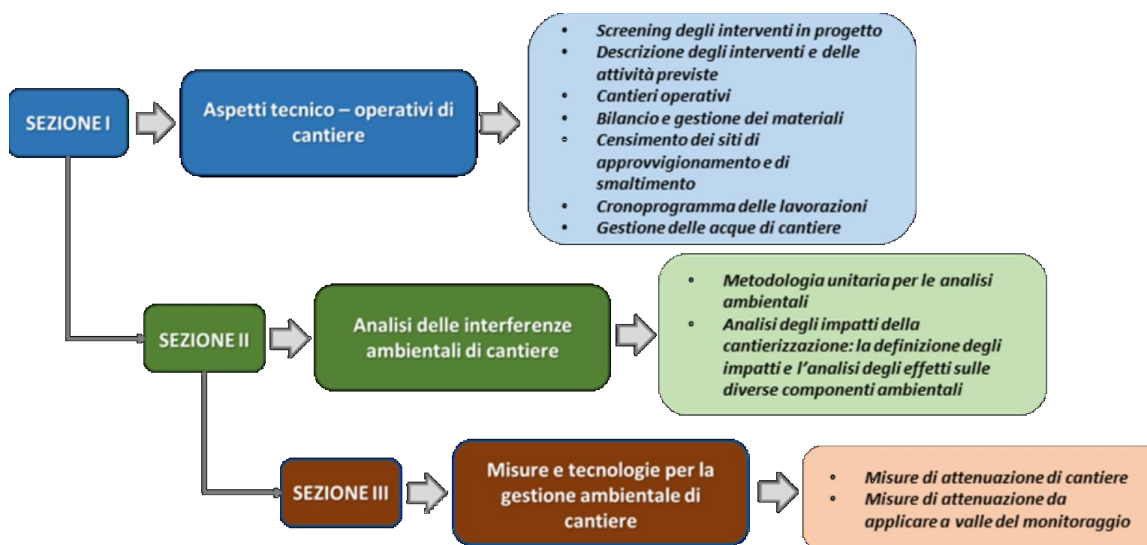 SEZIONE I
Aspetti tecnico – operativi di
cantiere
• Screening degli interventi in progetto
• Descrizione degli interventi e delle
attività previste
• Cantieri operativi
• Bilancio e gestione dei materiali
• Censimento dei siti di
approvvigionamento e di
smaltimento
• Cronoprogramma delle lavorazioni
• Gestione delle acque di cantiere
SEZIONE II
Analisi delle interferenze
ambientali di cantiere
• Metodologia unitaria per le analisi
ambientali
• Analisi degli impatti della
cantierizzazione: la definizione degli
impatti e l'analisi degli effetti sulle
diverse componenti ambientali
SEZIONE III
Misure e tecnologie per la
gestione ambientale di
cantiere
• Misure di attenuazione di cantiere
• Misure di attenuazione da
applicare a valle del monitoraggio